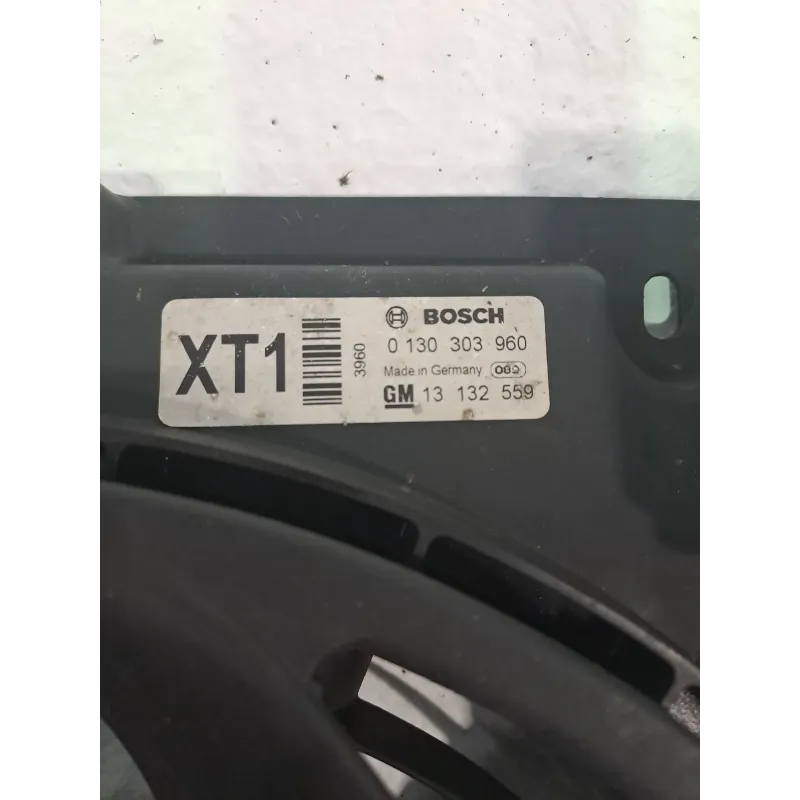 XT1
3960
BOSCH
0 130 303 960
Made in Germany
GM 13 132 559